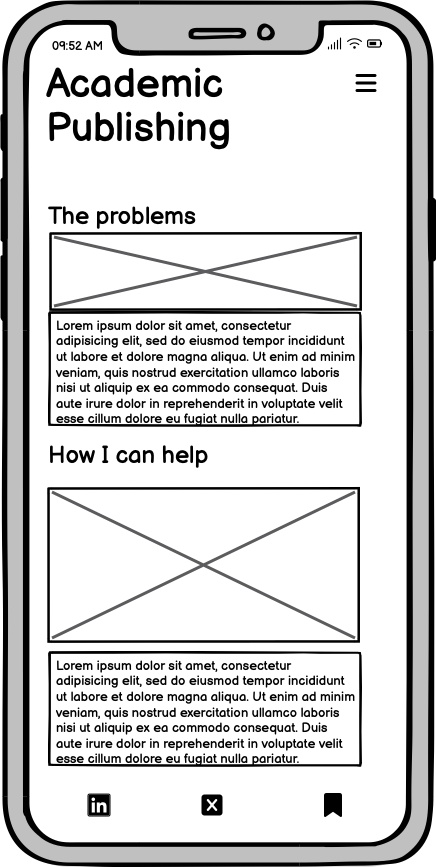 09:52 AM
Academic
Publishing
The problems
Lorem ipsum dolor sit amet, consectetur
adipisicing elit, sed do eiusmod tempor incididunt
ut labore et dolore magna aliqua. Ut enim ad minim
veniam, quis nostrud exercitation ullamco laboris
nisi ut aliquip ex ea commodo consequat. Duis
aute irure dolor in reprehenderit in voluptate velit
esse cillum dolore eu fugiat nulla pariatur.
How I can help
Lorem ipsum dolor sit amet, consectetur
adipisicing elit, sed do eiusmod tempor incididunt
ut labore et dolore magna aliqua. Ut enim ad minim
veniam, quis nostrud exercitation ullamco laboris
nisi ut aliquip ex ea commodo consequat. Duis
aute irure dolor in reprehenderit in voluptate velit
esse cillum dolore eu fugiat nulla pariatur.
in X